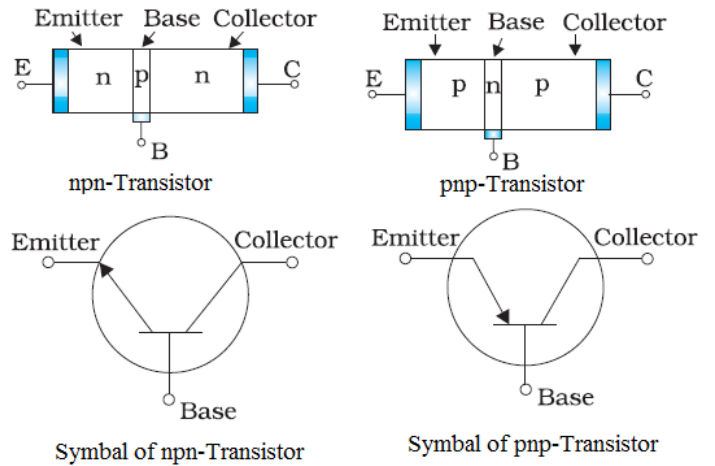 Emitter Base Collector
E n p n C
B
npn-Transistor
Emitter Base Collector
E p n p C
B
pnp-Transistor
Emitter Collector
Base
Symbal of npn-Transistor
Emitter Collector
Base
Symbal of pnp-Transistor